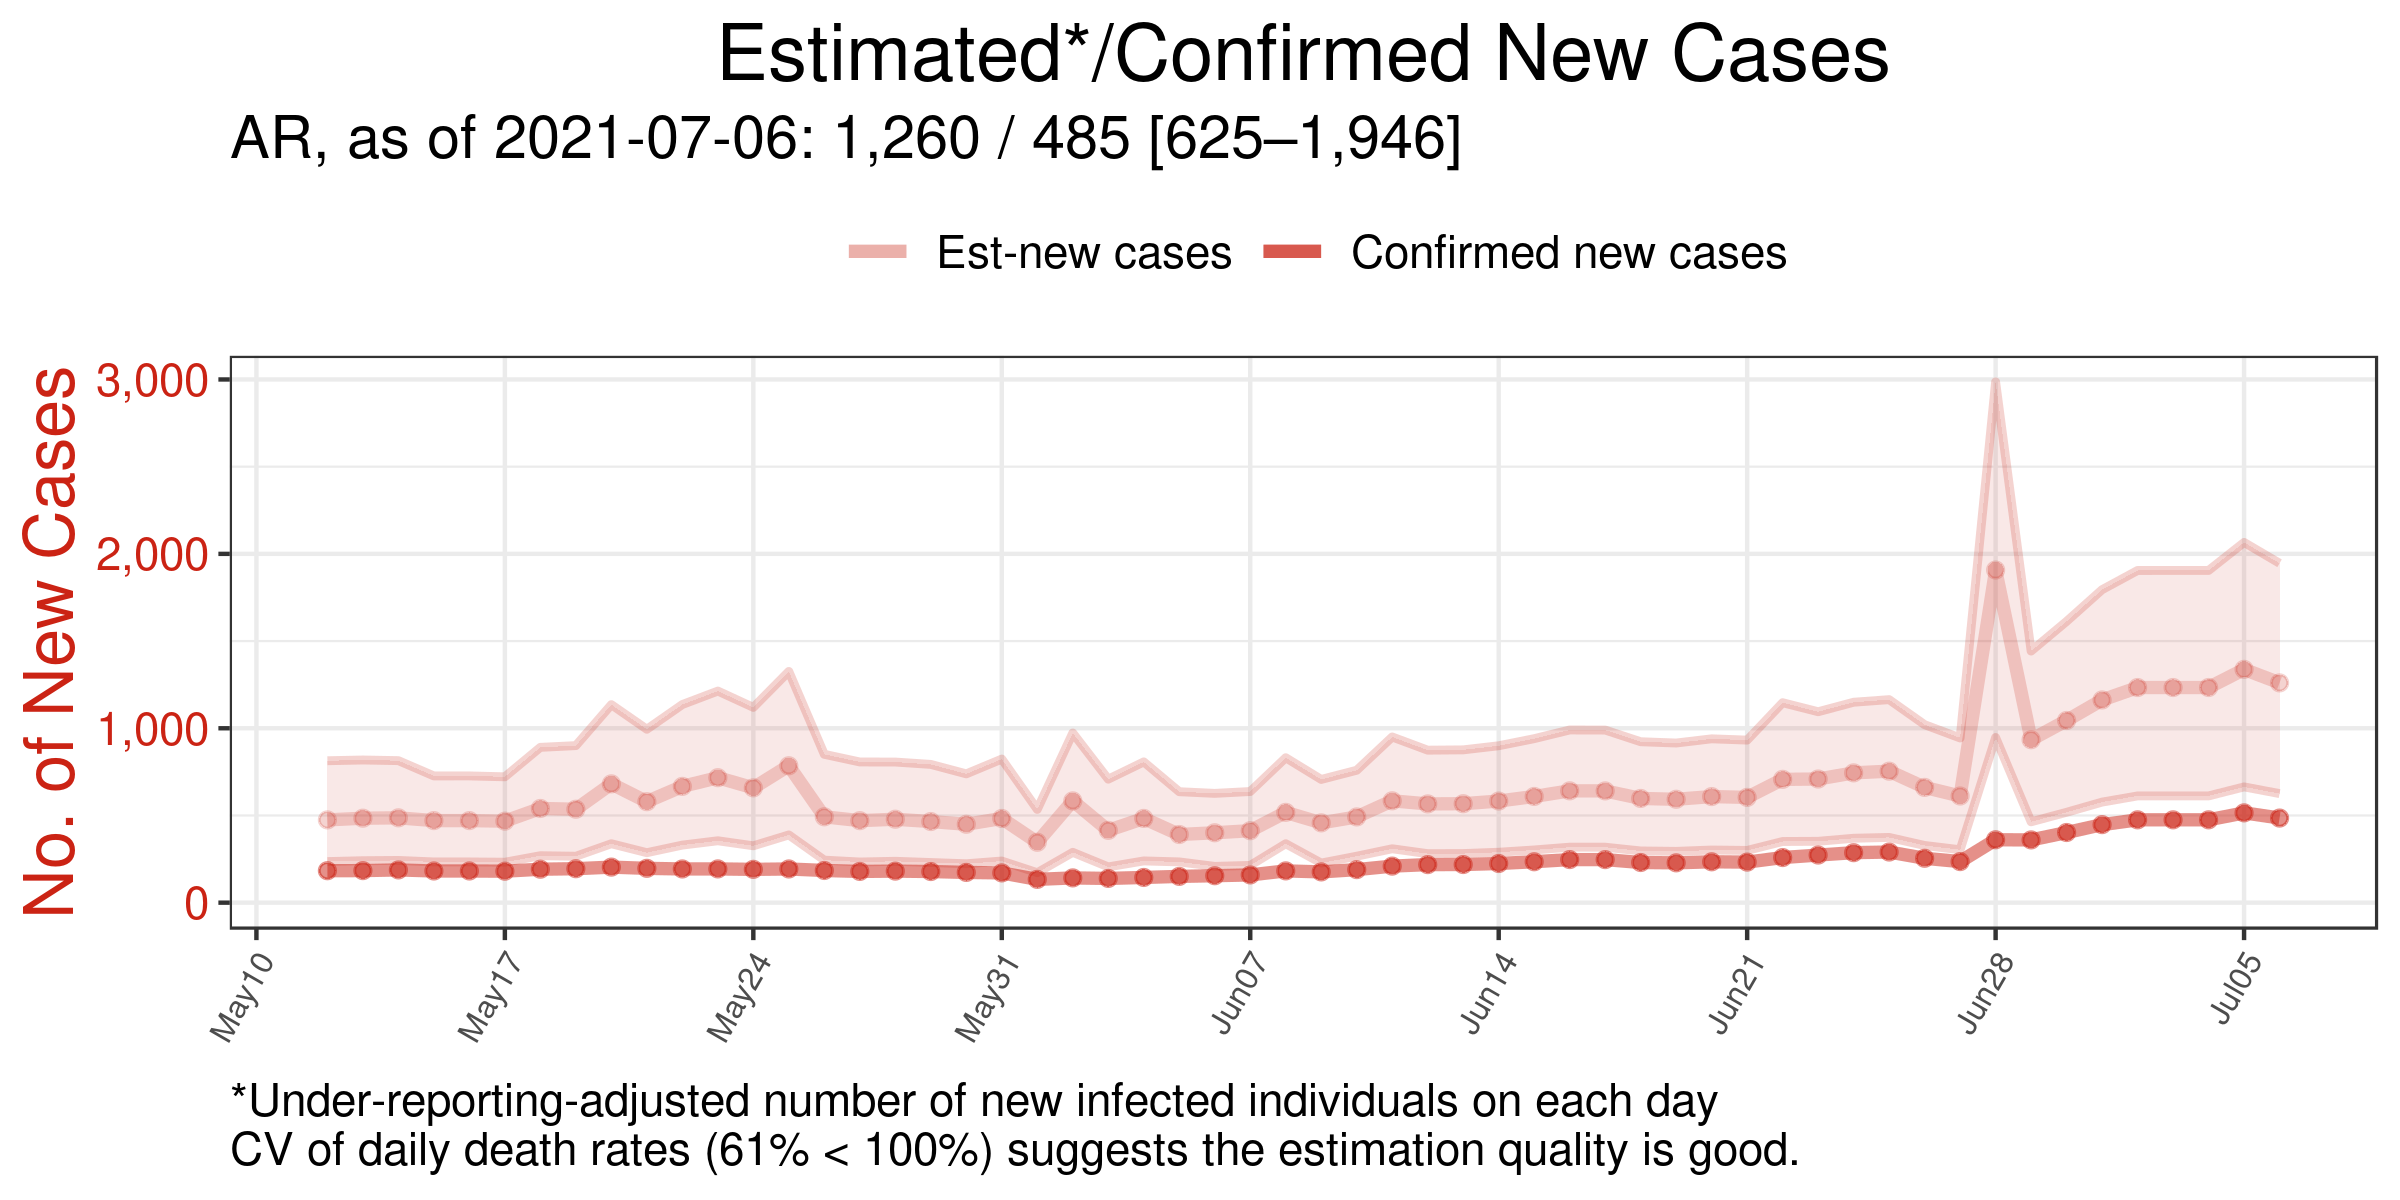 Estimated*/Confirmed New Cases
AR, as of 2021-07-06: 1,260 / 485 [625–1,946]
Est-new cases Confirmed new cases
No. of New Cases
3,000
2,000
1,000
0
May10 May17 May24 May31 Jun07 Jun14 Jun21 Jun28 Jul05
*Under-reporting-adjusted number of new infected individuals on each day
CV of daily death rates (61% < 100%) suggests the estimation quality is good.